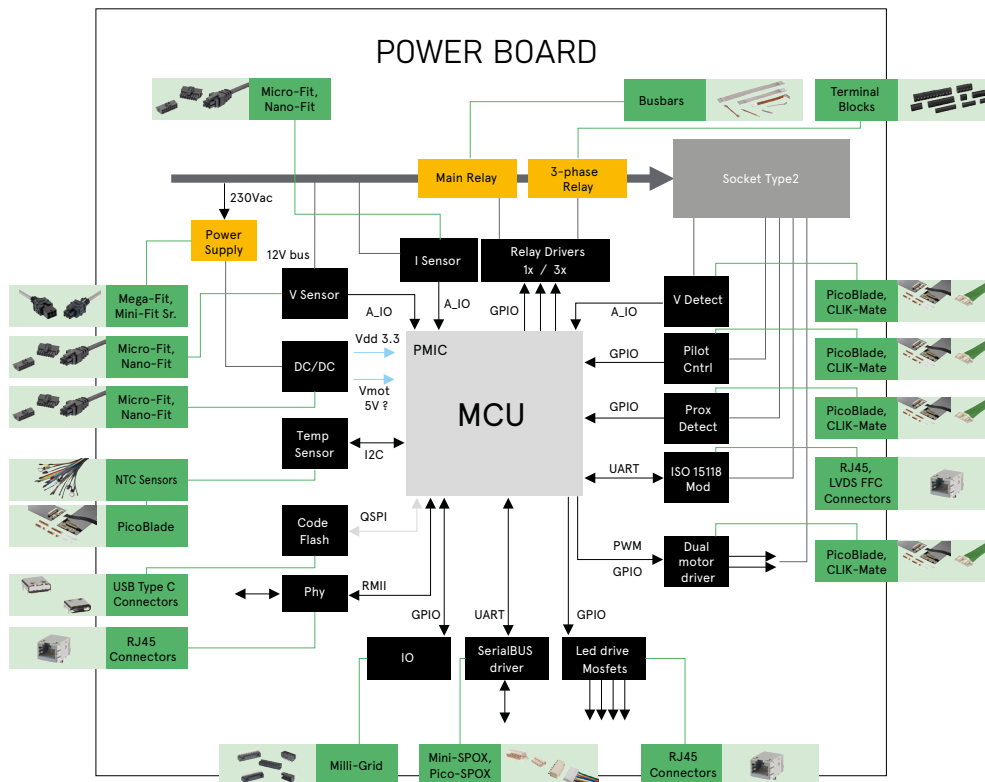 POWER BOARD
Micro-Fit,
Nano-Fit
Busbars
Terminal
Blocks
Main Relay
3-phase
Relay
Socket Type2
230Vac
Power
Supply
12V bus
I Sensor
Relay Drivers
1x / 3x
V Sensor
A_IO
A_IO
GPIO
A_IO
V Detect
Mega-Fit,
Mini-Fit Sr.
PicoBlade,
CLIK-Mate
Vdd 3.3
PMIC
GPIO
Pilot
Cntrl
Micro-Fit,
Nano-Fit
PicoBlade,
CLIK-Mate
DC/DC
Vmot
5V ?
MCU
Micro-Fit,
Nano-Fit
GPIO
Prox
Detect
PicoBlade,
CLIK-Mate
Temp
Sensor
I2C
UART
ISO 15118
Mod
RJ45,
LVDS FFC
Connectors
NTC Sensors
PicoBlade
Code
Flash
QSPI
PWM
GPIO
Dual
motor
driver
PicoBlade,
CLIK-Mate
USB Type C
Connectors
Phy
RMII
GPIO
UART
GPIO
RJ45
Connectors
IO
SerialBUS
driver
Led drive
Mosfets
Milli-Grid
Mini-SPOX,
Pico-SPOX
RJ45
Connectors